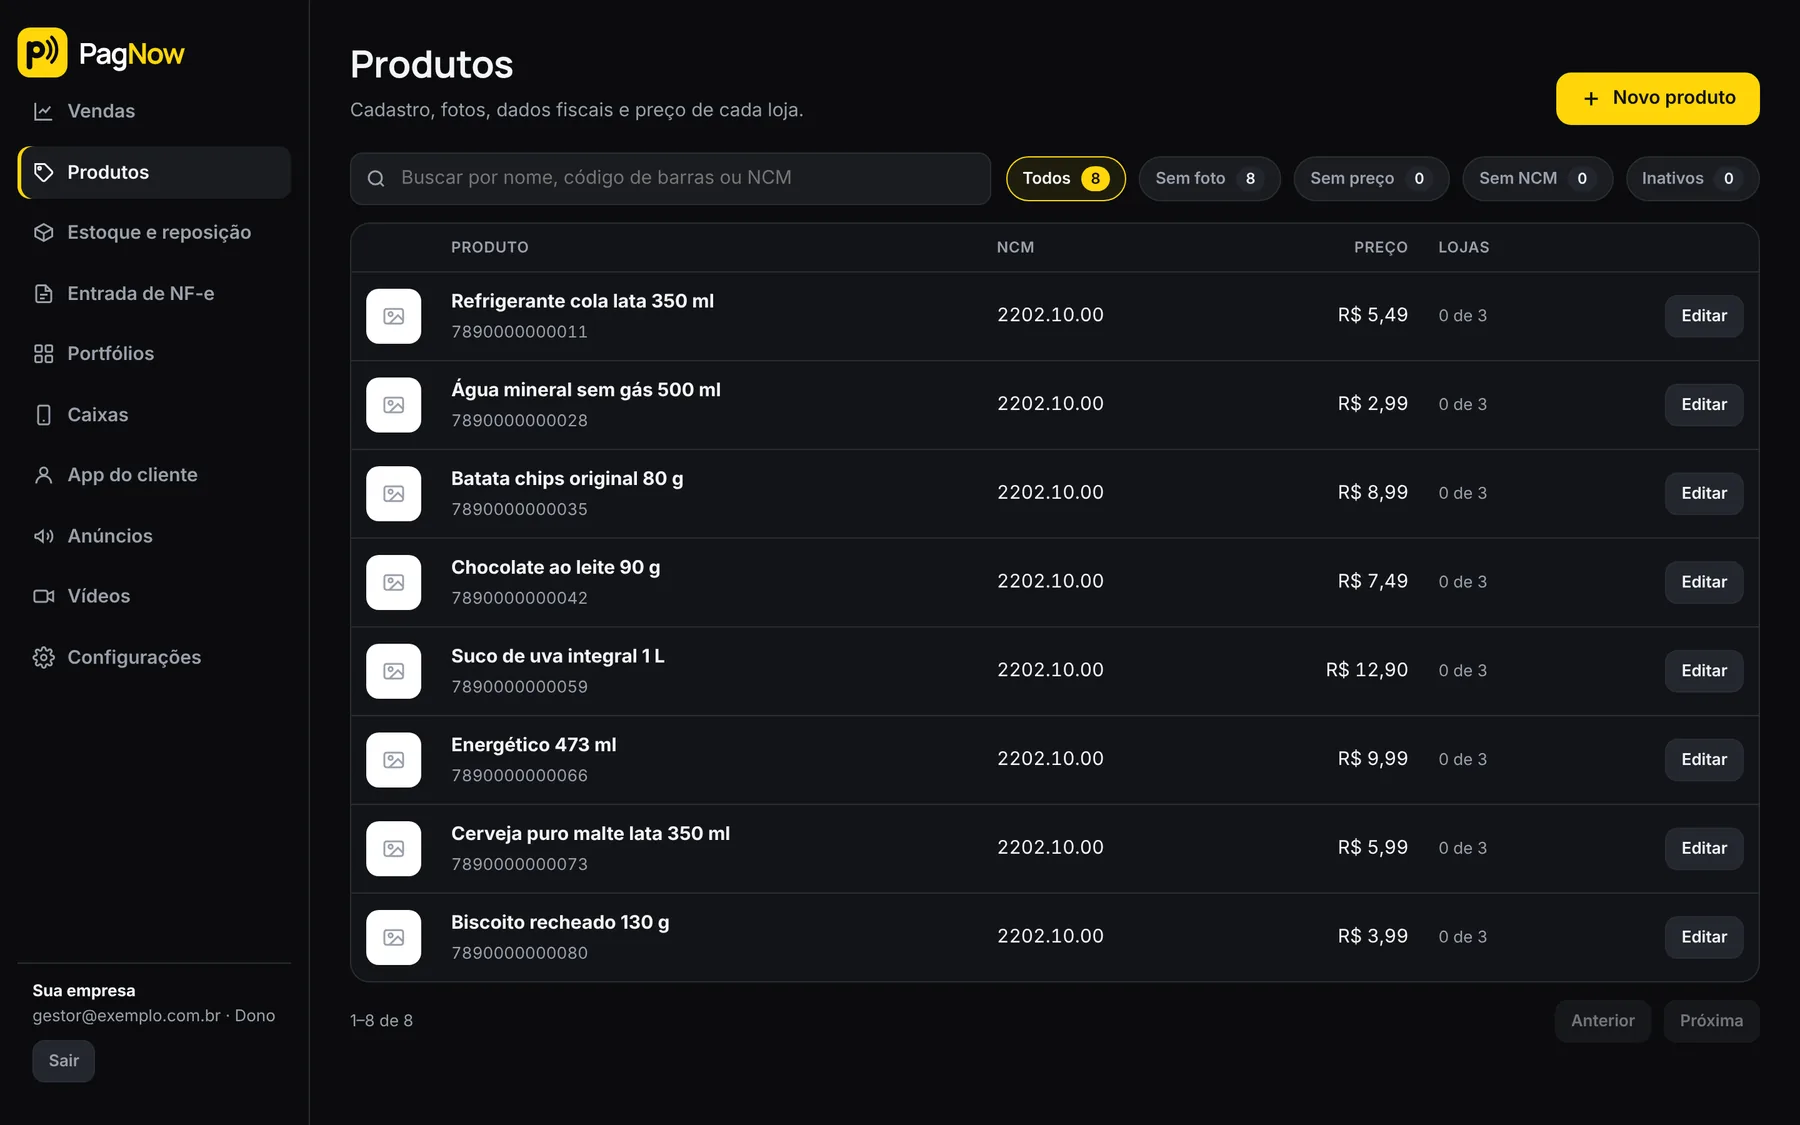 PagNow
Vendas
Produtos
Estoque e reposição
Entrada de NF-e
Portfólios
Caixas
App do cliente
Anúncios
Vídeos
Configurações
Sua empresa
gestor@exemplo.com.br · Dono
Sair
Produtos
Cadastro, fotos, dados fiscais e preço de cada loja.
+ Novo produto
Buscar por nome, código de barras ou NCM
Todos 8
Sem foto 8
Sem preço 0
Sem NCM 0
Inativos 0
PRODUTO NCM PREÇO LOJAS
Refrigerante cola lata 350 ml
7890000000011
2202.10.00 R$ 5,49 0 de 3 Editar
Água mineral sem gás 500 ml
7890000000028
2202.10.00 R$ 2,99 0 de 3 Editar
Batata chips original 80 g
7890000000035
2202.10.00 R$ 8,99 0 de 3 Editar
Chocolate ao leite 90 g
7890000000042
2202.10.00 R$ 7,49 0 de 3 Editar
Suco de uva integral 1 L
7890000000059
2202.10.00 R$ 12,90 0 de 3 Editar
Energético 473 ml
7890000000066
2202.10.00 R$ 9,99 0 de 3 Editar
Cerveja puro malte lata 350 ml
7890000000073
2202.10.00 R$ 5,99 0 de 3 Editar
Biscoito recheado 130 g
7890000000080
2202.10.00 R$ 3,99 0 de 3 Editar
1–8 de 8
Anterior
Próxima